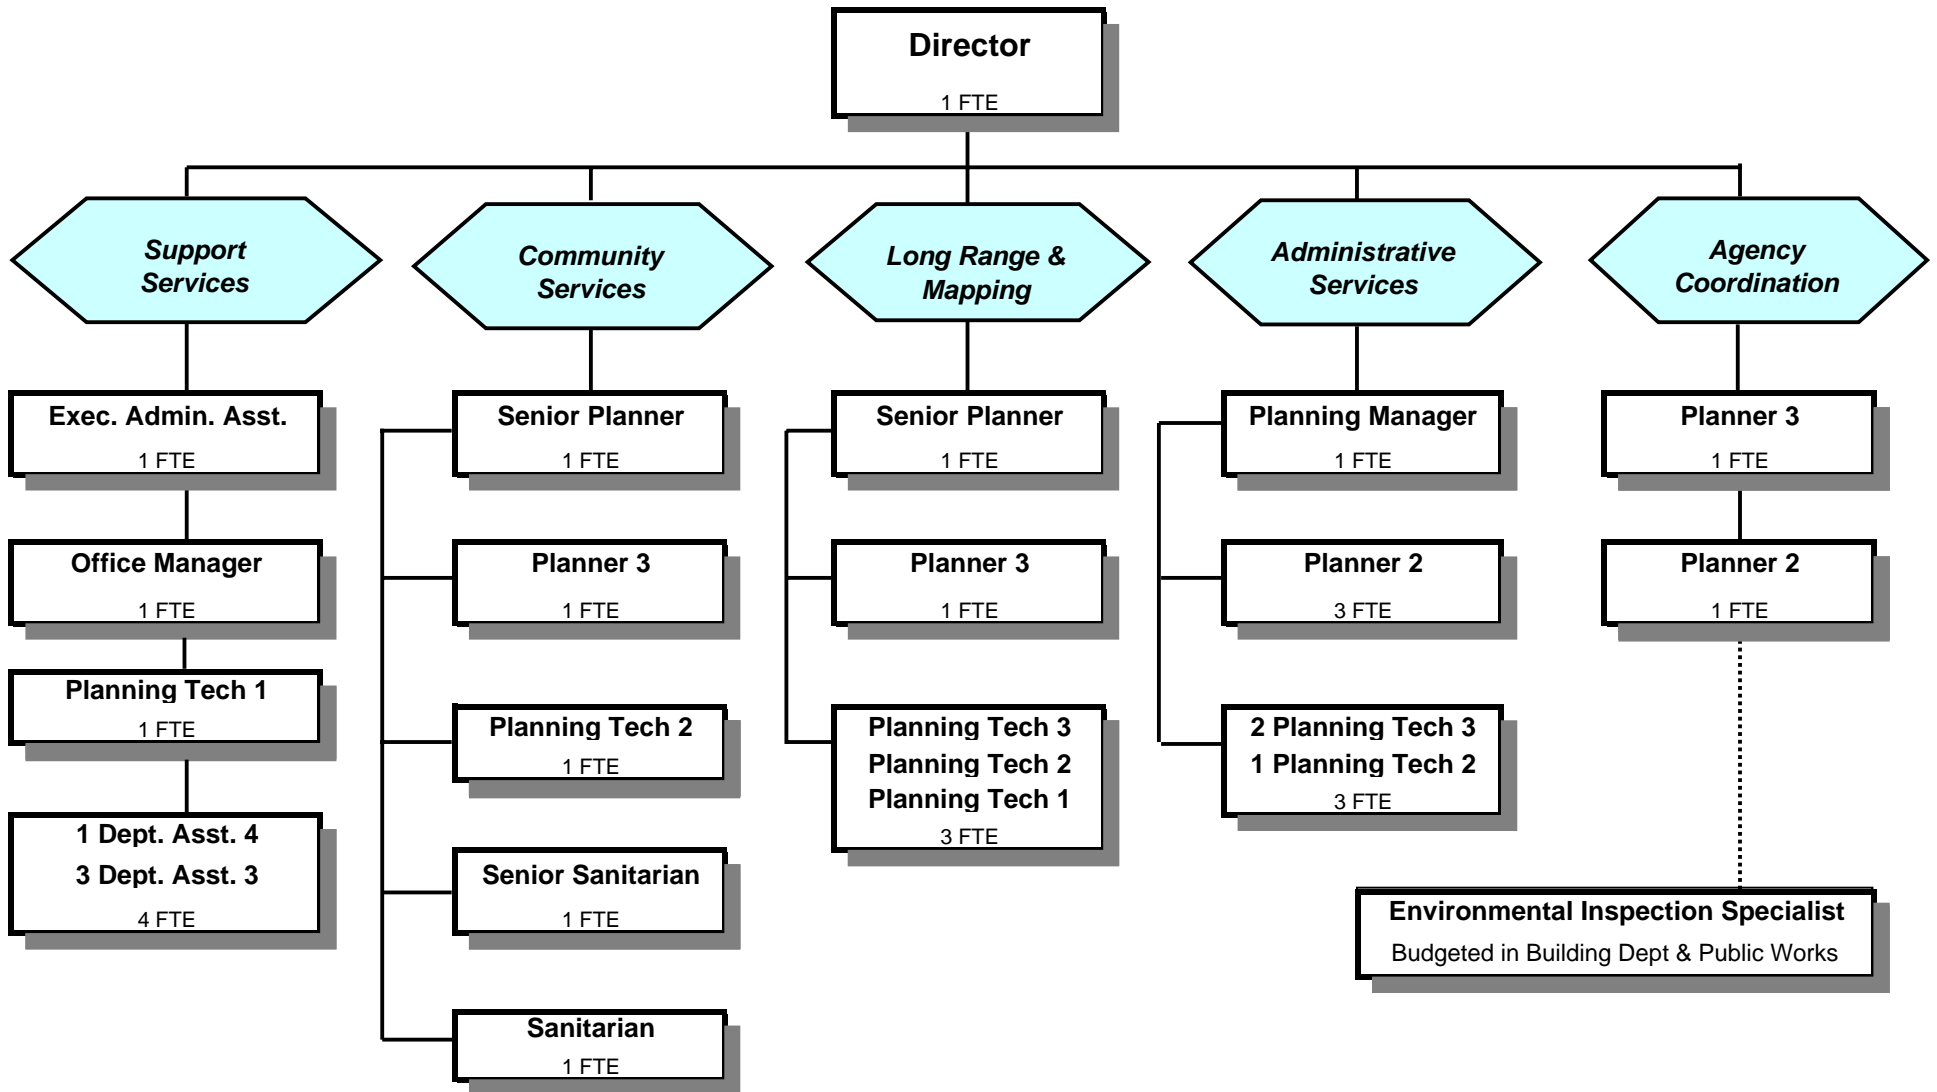 Director
1 FTE
Support
Services
Community
Services
Long Range &
Mapping
Administrative
Services
Agency
Coordination
Exec. Admin. Asst.
1 FTE
Office Manager
1 FTE
Planning Tech 1
1 FTE
1 Dept. Asst. 4
3 Dept. Asst. 3
4 FTE
Senior Planner
1 FTE
Planner 3
1 FTE
Planning Tech 2
1 FTE
Senior Sanitarian
1 FTE
Sanitarian
1 FTE
Senior Planner
1 FTE
Planner 3
1 FTE
Planning Tech 3
Planning Tech 2
Planning Tech 1
3 FTE
Planning Manager
1 FTE
Planner 2
3 FTE
2 Planning Tech 3
1 Planning Tech 2
3 FTE
Planner 3
1 FTE
Planner 2
1 FTE
Environmental Inspection Specialist
Budgeted in Building Dept & Public Works